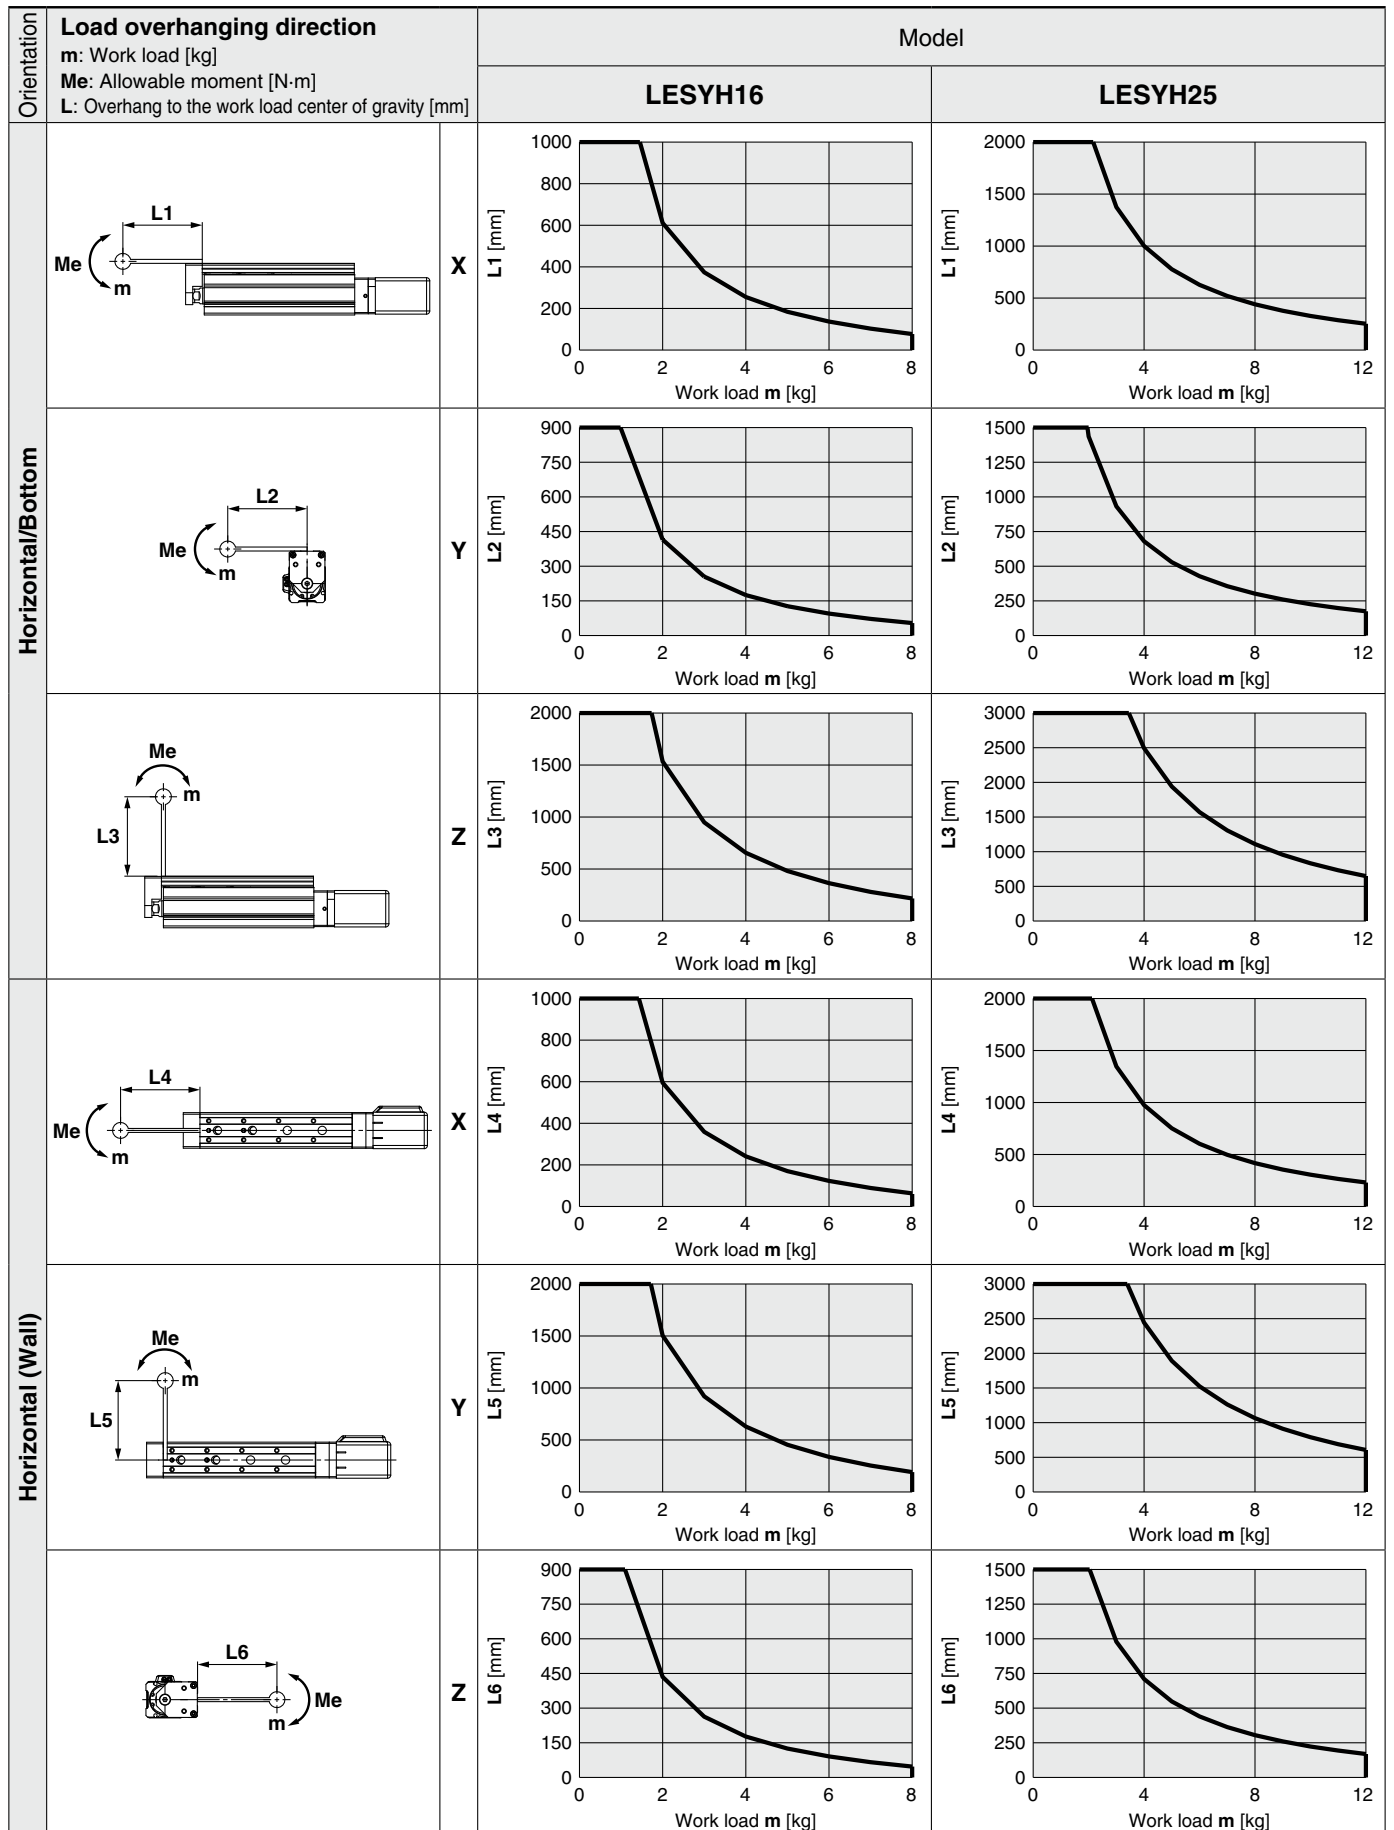 Orientation
Load overhanging direction
m: Work load [kg]
Me: Allowable moment [N·m]
L: Overhang to the work load center of gravity [mm]
Model
LESYH16
LESYH25
Horizontal/Bottom
L1
Me
m
X
L1 [mm]
1000
800
600
400
200
0
0 2 4 6 8
Work load m [kg]
L1 [mm]
2000
1500
1000
500
0
0 4 8 12
Work load m [kg]
L2
Me
m
Y
L2 [mm]
900
750
600
450
300
150
0
0 2 4 6 8
Work load m [kg]
L2 [mm]
1500
1250
1000
750
500
250
0
0 4 8 12
Work load m [kg]
Me
m
L3
Z
L3 [mm]
2000
1500
1000
500
0
0 2 4 6 8
Work load m [kg]
L3 [mm]
3000
2500
2000
1500
1000
500
0
0 4 8 12
Work load m [kg]
Horizontal (Wall)
L4
Me
m
X
L4 [mm]
1000
800
600
400
200
0
0 2 4 6 8
Work load m [kg]
L4 [mm]
2000
1500
1000
500
0
0 4 8 12
Work load m [kg]
Me
m
L5
Y
L5 [mm]
2000
1500
1000
500
0
0 2 4 6 8
Work load m [kg]
L5 [mm]
3000
2500
2000
1500
1000
500
0
0 4 8 12
Work load m [kg]
L6
Me
m
Z
L6 [mm]
900
750
600
450
300
150
0
0 2 4 6 8
Work load m [kg]
L6 [mm]
1500
1250
1000
750
500
250
0
0 4 8 12
Work load m [kg]